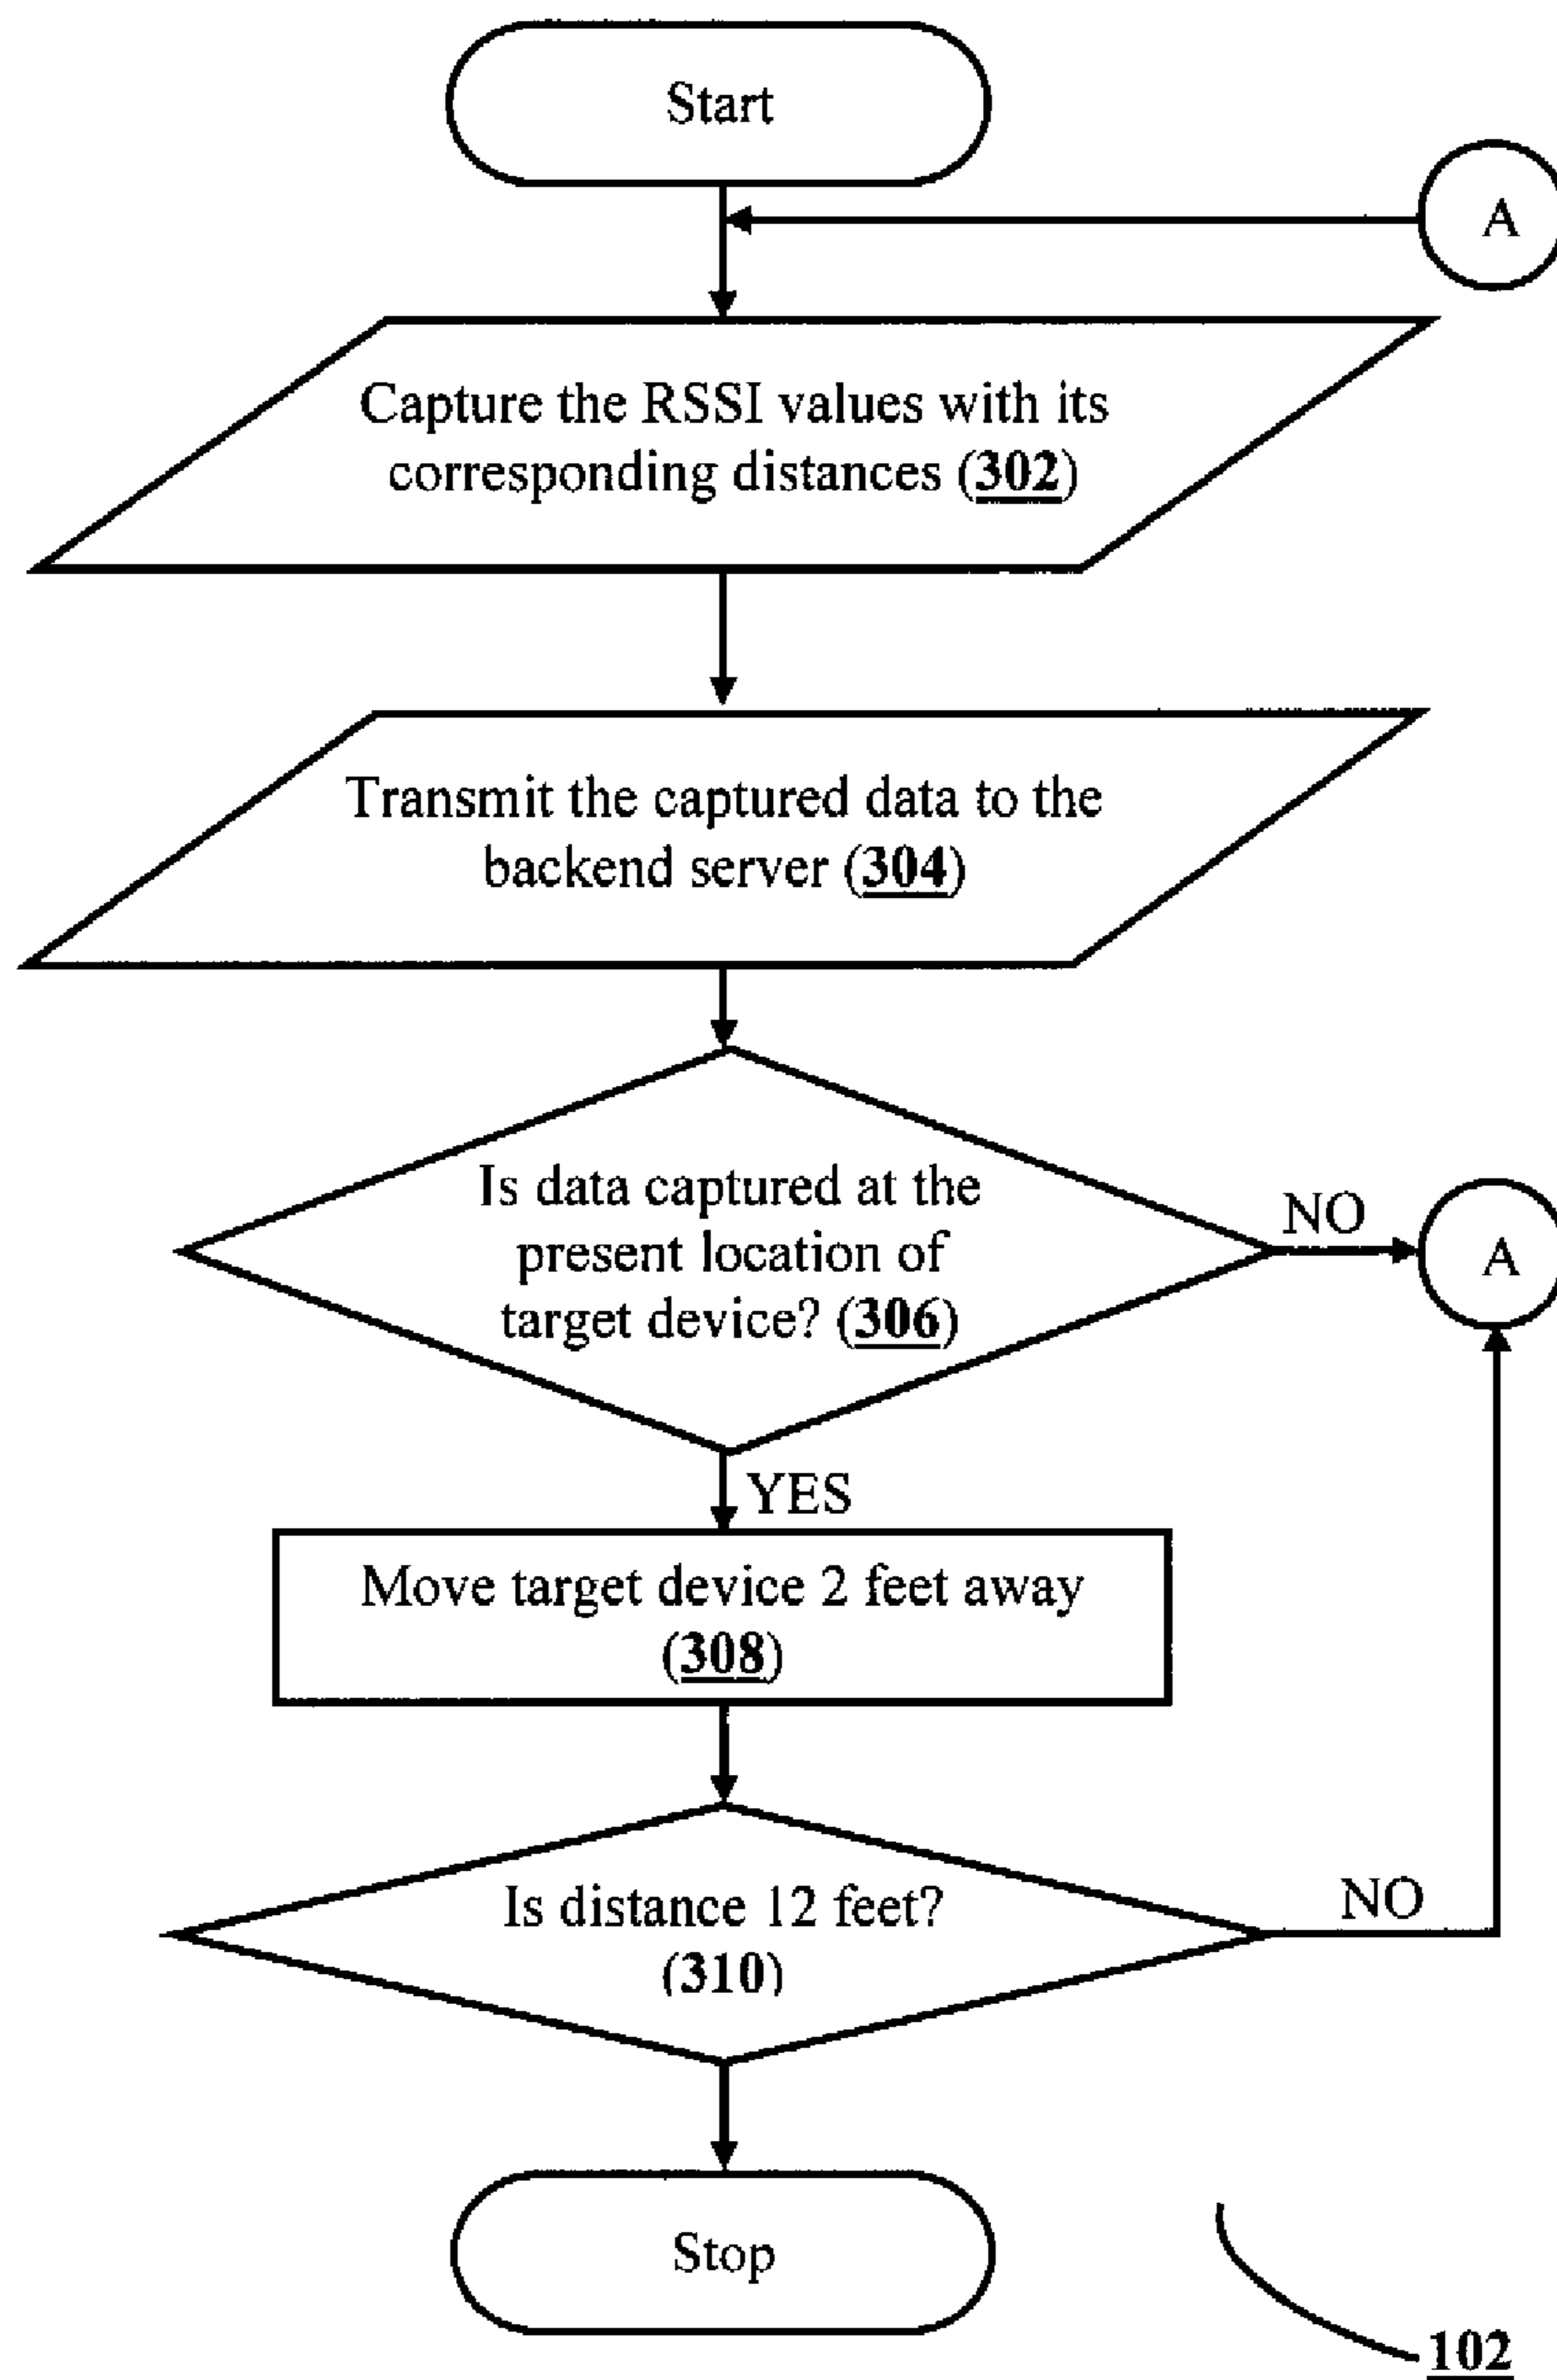 Start
A
Capture the RSSI values with its
corresponding distances (302)
Transmit the captured data to the
backend server (304)
Is data captured at the
present location of
target device? (306)
NO
A
YES
Move target device 2 feet away
(308)
Is distance 12 feet?
(310)
NO
Stop
102